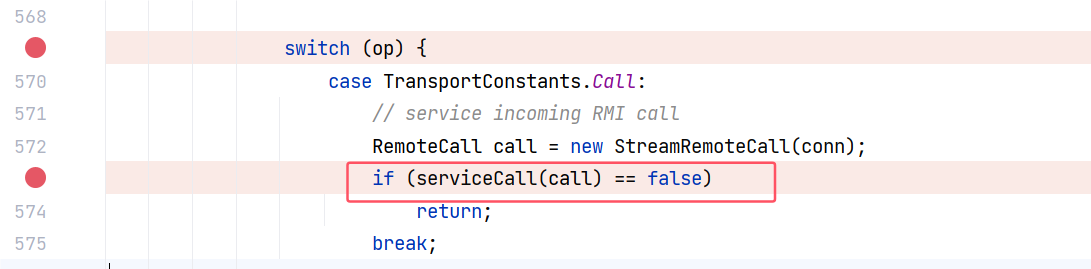 568
switch (op) {
570 case TransportConstants.Call:
571 // service incoming RMI call
572 RemoteCall call = new StreamRemoteCall(conn);
if (serviceCall(call) == false)
574 return;
575 break;